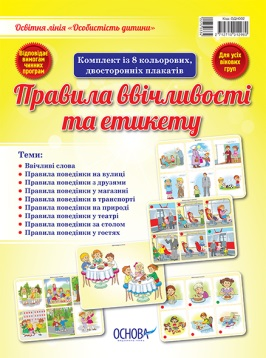 Освітня лінія «Особистість дитини»
Відповідає
вимогам
чинних
програм
Комплект із 8 кольорових,
двосторонніх плакатів
Для усіх
вікових
груп
Правила ввічливості
та етикету
Теми:
Ввічливі слова
Правила поведінки на вулиці
Правила поведінки з друзями
Правила поведінки у магазині
Правила поведінки в транспорті
Правила поведінки на природі
Правила поведінки у театрі
Правила поведінки за столом
Правила поведінки у гостях
ОСНОВА